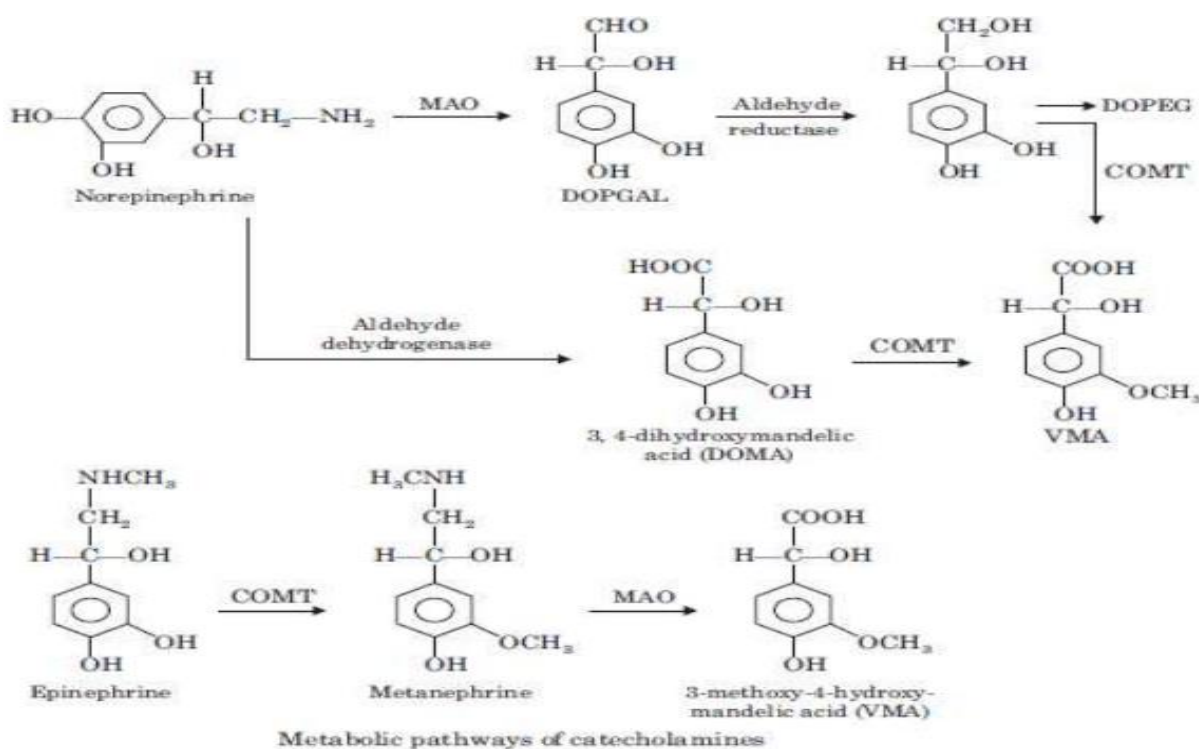 CHO
H—C—OH
OH
OH
DOPGAL
CH₂OH
H—C—OH
OH
OH
DOPEG
H
HO
C—CH₂—NH₂
OH
OH
Norepinephrine
MAO
Aldehyde
reductase
COMT
Aldehyde
dehydrogenase
HOOC
H—C—OH
OH
OH
3, 4-dihydroxymandelic
acid (DOMA)
COMT
COOH
H—C—OH
OCH₃
OH
VMA
NHCH₃
CH₂
H—C—OH
OH
OH
Epinephrine
COMT
H₃CNH
CH₂
H—C—OH
OCH₃
OH
Metanephrine
MAO
COOH
H—C—OH
OCH₃
OH
3-methoxy-4-hydroxy-
mandelic acid (VMA)
Metabolic pathways of catecholamines